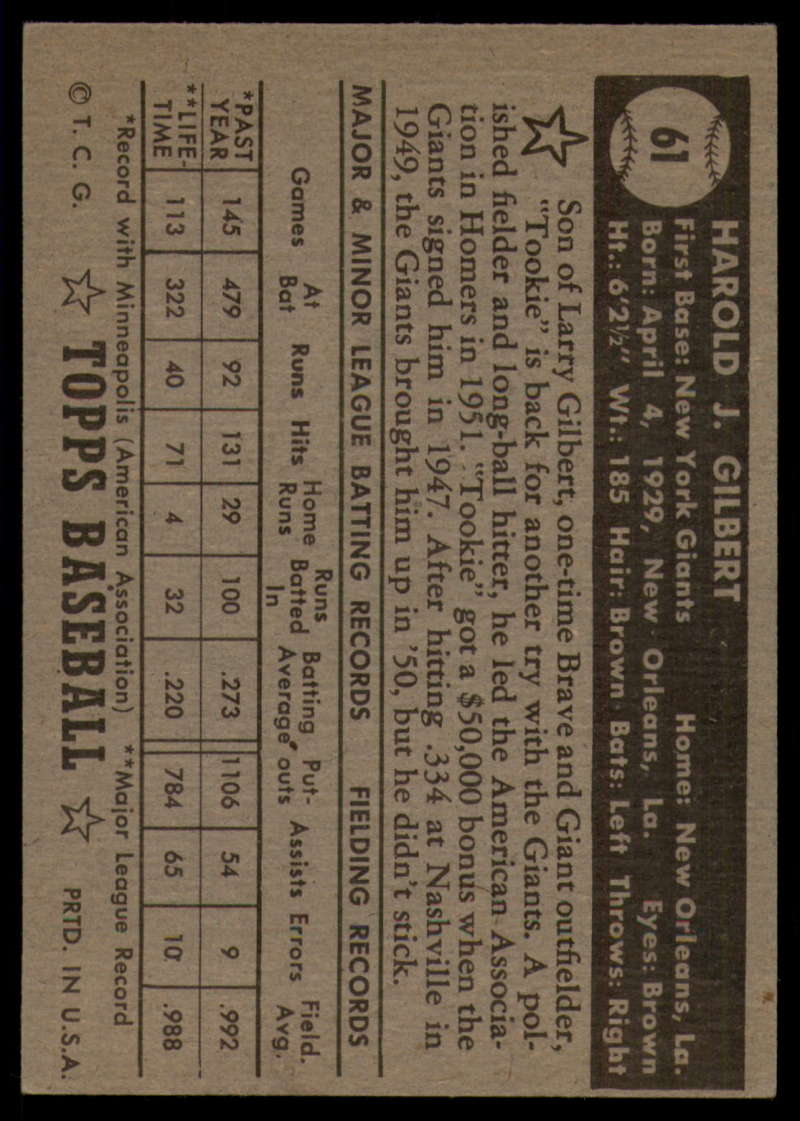 61
HAROLD J. GILBERT
First Base: New York Giants Home: New Orleans, La.
Born: April 4, 1929, New Orleans, La. Eyes: Brown
Ht.: 6'2½" Wt.: 185 Hair: Brown Bats: Left Throws: Right
Son of Larry Gilbert, one-time Brave and Giant outfielder,
"Tookie" is back for another try with the Giants. A pol-
ished fielder and long-ball hitter, he led the American Associa-
tion in Homers in 1951. "Tookie" got a $50,000 bonus when the
Giants signed him in 1947. After hitting .334 at Nashville in
1949, the Giants brought him up in '50, but he didn't stick.
MAJOR & MINOR LEAGUE BATTING RECORDS FIELDING RECORDS
Games At Bat Runs Hits Home Runs Runs Batted In Batting Average Put-outs Assists Errors Field. Avg.
*PAST YEAR 145 479 92 131 29 100 .273 1106 54 9 .992
**LIFE-TIME 113 322 40 71 4 32 .220 784 65 10 .988
*Record with Minneapolis (American Association) **Major League Record
© T. C. G. TOPPS BASEBALL PRTD. IN U.S.A.